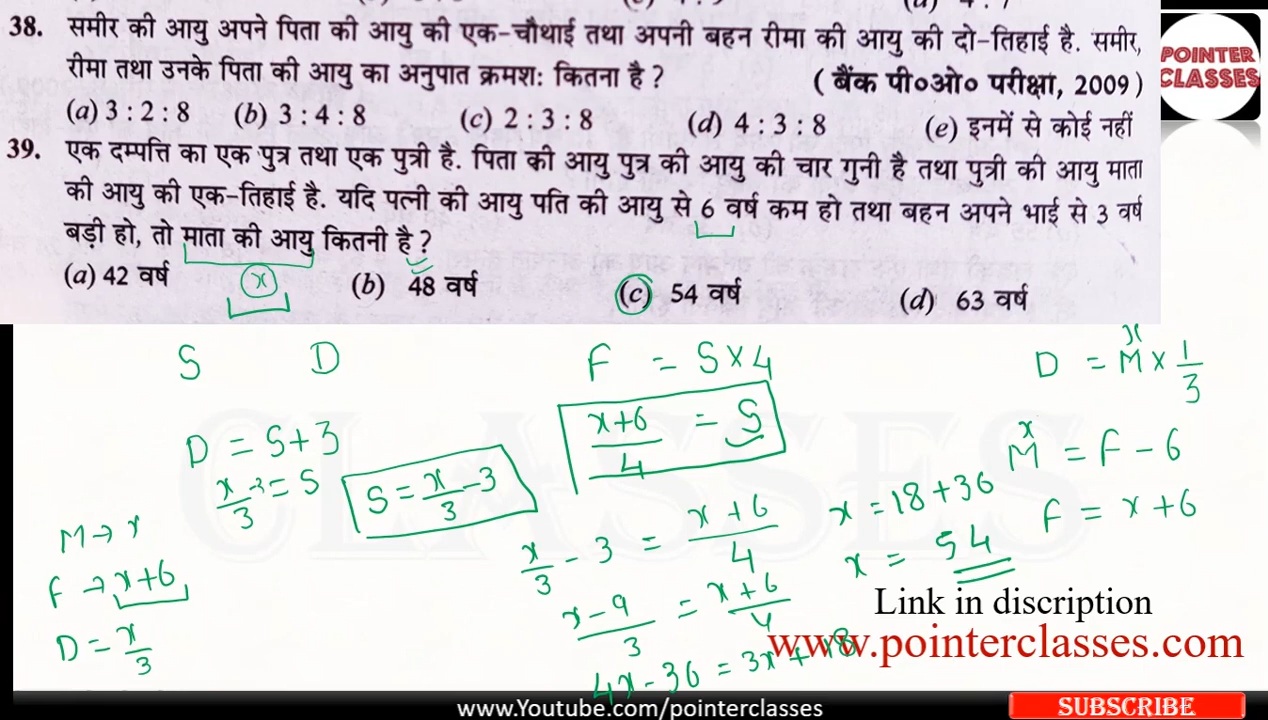 38. समीर की आयु अपने पिता की आयु की एक-चौथाई तथा अपनी बहन रीमा की आयु की दो-तिहाई है. समीर,
रीमा तथा उनके पिता की आयु का अनुपात क्रमशः कितना है ? ( बैंक पी०ओ० परीक्षा, 2009 )
(a) 3 : 2 : 8 (b) 3 : 4 : 8 (c) 2 : 3 : 8 (d) 4 : 3 : 8 (e) इनमें से कोई नहीं
39. एक दम्पत्ति का एक पुत्र तथा एक पुत्री है. पिता की आयु पुत्र की आयु की चार गुनी है तथा पुत्री की आयु माता
की आयु की एक-तिहाई है. यदि पत्नी की आयु पति की आयु से 6 वर्ष कम हो तथा बहन अपने भाई से 3 वर्ष
बड़ी हो, तो माता की आयु कितनी है ?
(a) 42 वर्ष (b) 48 वर्ष (c) 54 वर्ष (d) 63 वर्ष
x
POINTER
CLASSES
S D
F = S×4
x
D = M × 1/3
D = S+3
x/3 -3 = S
S = x/3 - 3
x+6/4 = S
x
M = F - 6
F = x + 6
M → x
F → x+6
D = x/3
x/3 - 3 = x+6/4
x-9/3 = x+6/4
4x - 36 = 3x + 18
x = 18 + 36
x = 54
CLASSES
Link in discription
www.pointerclasses.com
www.Youtube.com/pointerclasses
SUBSCRIBE